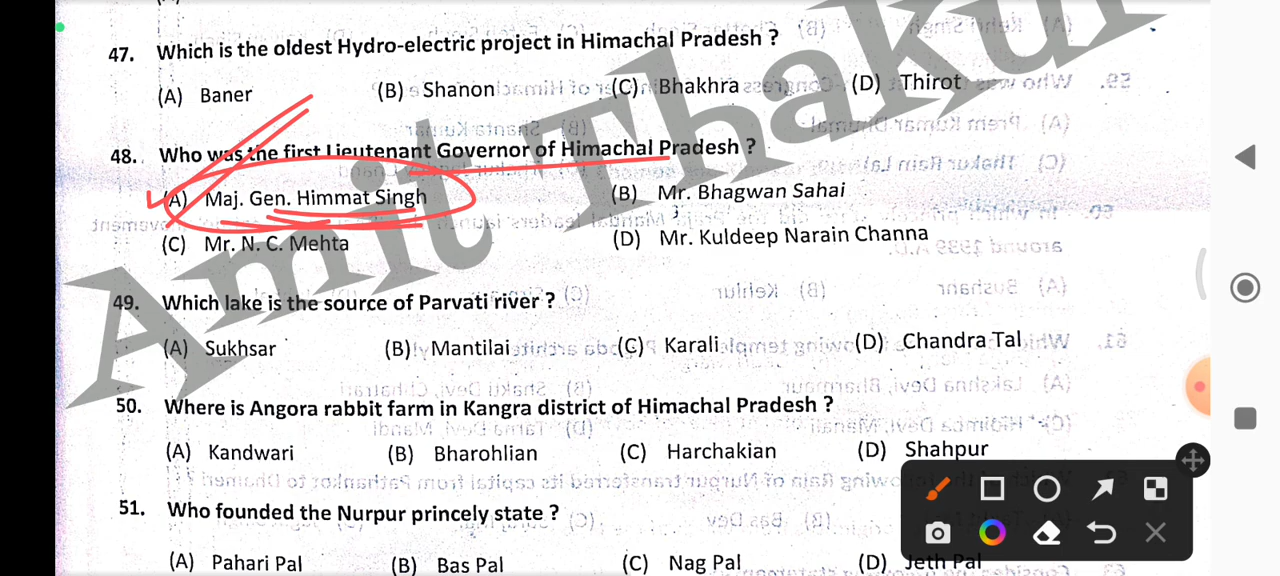 47. Which is the oldest Hydro-electric project in Himachal Pradesh ?
(A) Baner (B) Shanon (C) Bhakhra (D) Thirot
48. Who was the first Lieutenant Governor of Himachal Pradesh ?
(A) Maj. Gen. Himmat Singh (B) Mr. Bhagwan Sahai
(C) Mr. N. C. Mehta (D) Mr. Kuldeep Narain Channa
49. Which lake is the source of Parvati river ?
(A) Sukhsar (B) Mantilai (C) Karali (D) Chandra Tal
50. Where is Angora rabbit farm in Kangra district of Himachal Pradesh ?
(A) Kandwari (B) Bharohlian (C) Harchakian (D) Shahpur
51. Who founded the Nurpur princely state ?
(A) Pahari Pal (B) Bas Pal (C) Nag Pal (D) Jeth Pal
Amit Thakur